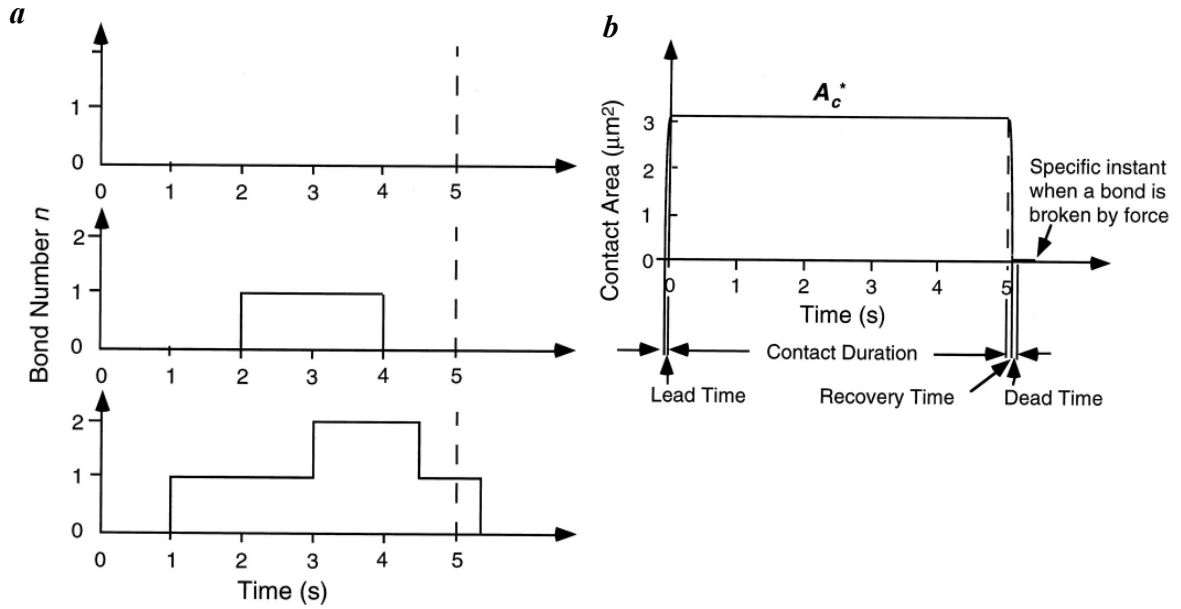 a
1
0
0 1 2 3 4 5
Bond Number n
2
1
0
0 1 2 3 4 5
2
1
0
0 1 2 3 4 5
Time (s)
b
Contact Area (μm²)
A_c*
3
2
1
0
0 1 2 3 4 5
Time (s)
Specific instant
when a bond is
broken by force
Contact Duration
Lead Time
Recovery Time
Dead Time